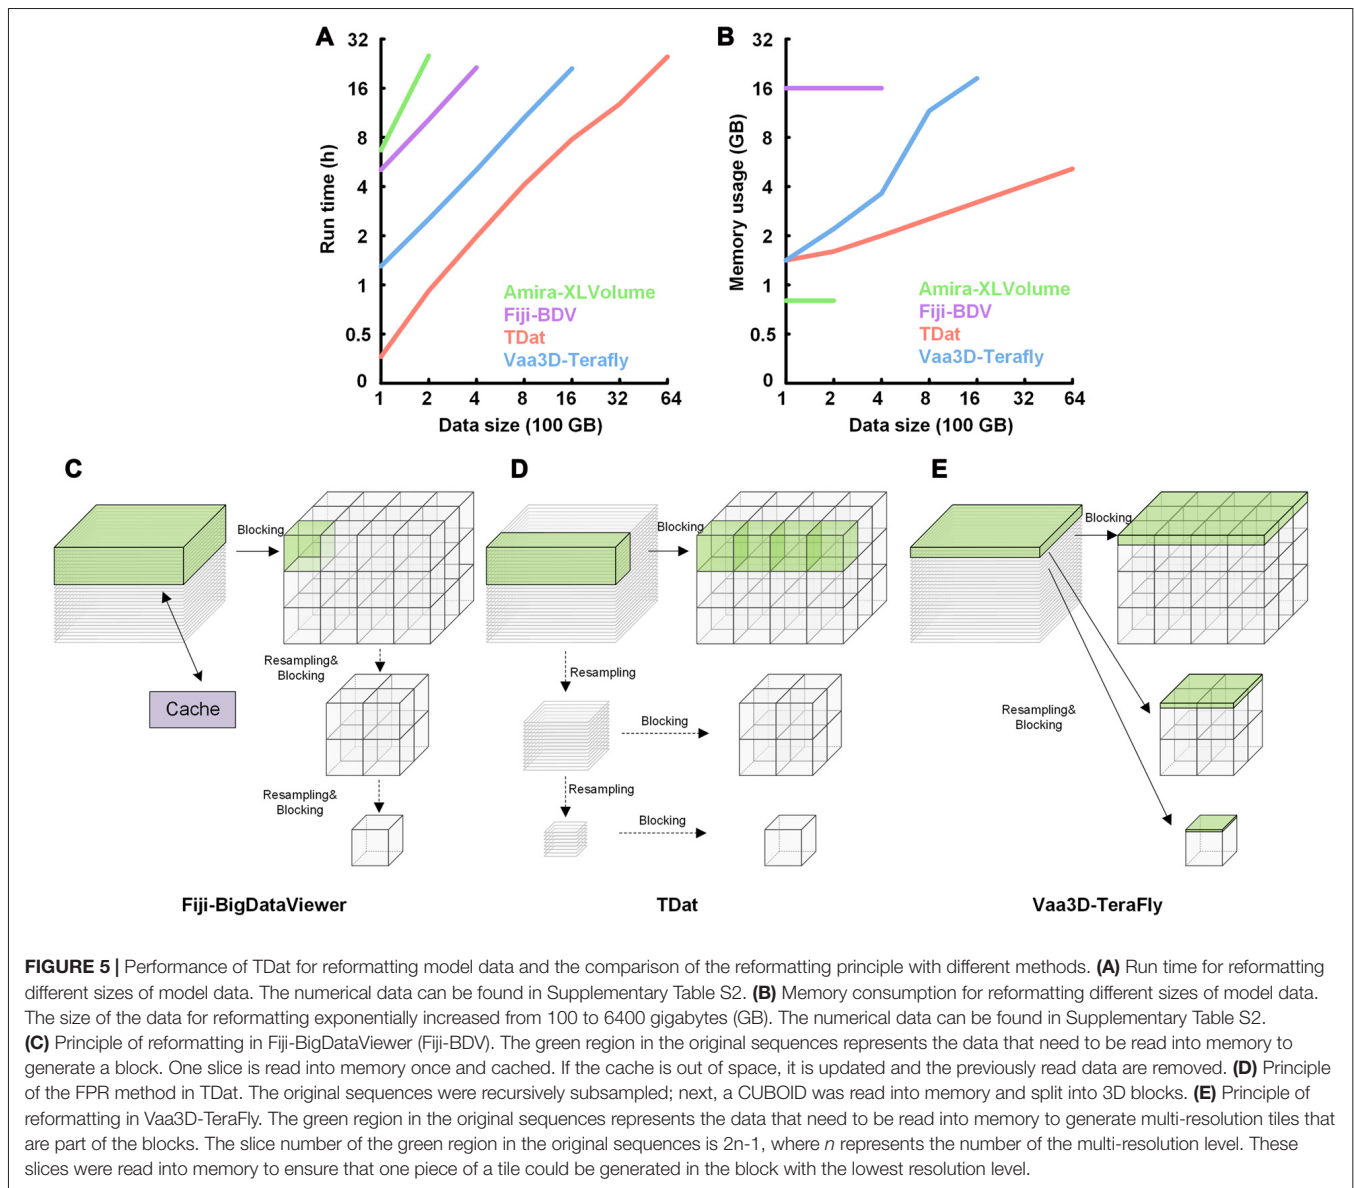 A
32
16
8
4
2
1
0.5
0
Run time (h)
1 2 4 8 16 32 64
Data size (100 GB)
Amira-XLVolume
Fiji-BDV
TDat
Vaa3D-Terafly
B
32
16
8
4
2
1
0.5
0
Memory usage (GB)
1 2 4 8 16 32 64
Data size (100 GB)
Amira-XLVolume
Fiji-BDV
TDat
Vaa3D-Terafly
C
Blocking
Cache
Resampling&
Blocking
Resampling&
Blocking
Fiji-BigDataViewer
D
Blocking
Resampling
Blocking
Resampling
Blocking
TDat
E
Blocking
Resampling&
Blocking
Vaa3D-TeraFly
FIGURE 5 | Performance of TDat for reformatting model data and the comparison of the reformatting principle with different methods. (A) Run time for reformatting
different sizes of model data. The numerical data can be found in Supplementary Table S2. (B) Memory consumption for reformatting different sizes of model data.
The size of the data for reformatting exponentially increased from 100 to 6400 gigabytes (GB). The numerical data can be found in Supplementary Table S2.
(C) Principle of reformatting in Fiji-BigDataViewer (Fiji-BDV). The green region in the original sequences represents the data that need to be read into memory to
generate a block. One slice is read into memory once and cached. If the cache is out of space, it is updated and the previously read data are removed. (D) Principle
of the FPR method in TDat. The original sequences were recursively subsampled; next, a CUBOID was read into memory and split into 3D blocks. (E) Principle of
reformatting in Vaa3D-TeraFly. The green region in the original sequences represents the data that need to be read into memory to generate multi-resolution tiles that
are part of the blocks. The slice number of the green region in the original sequences is 2n-1, where n represents the number of the multi-resolution level. These
slices were read into memory to ensure that one piece of a tile could be generated in the block with the lowest resolution level.